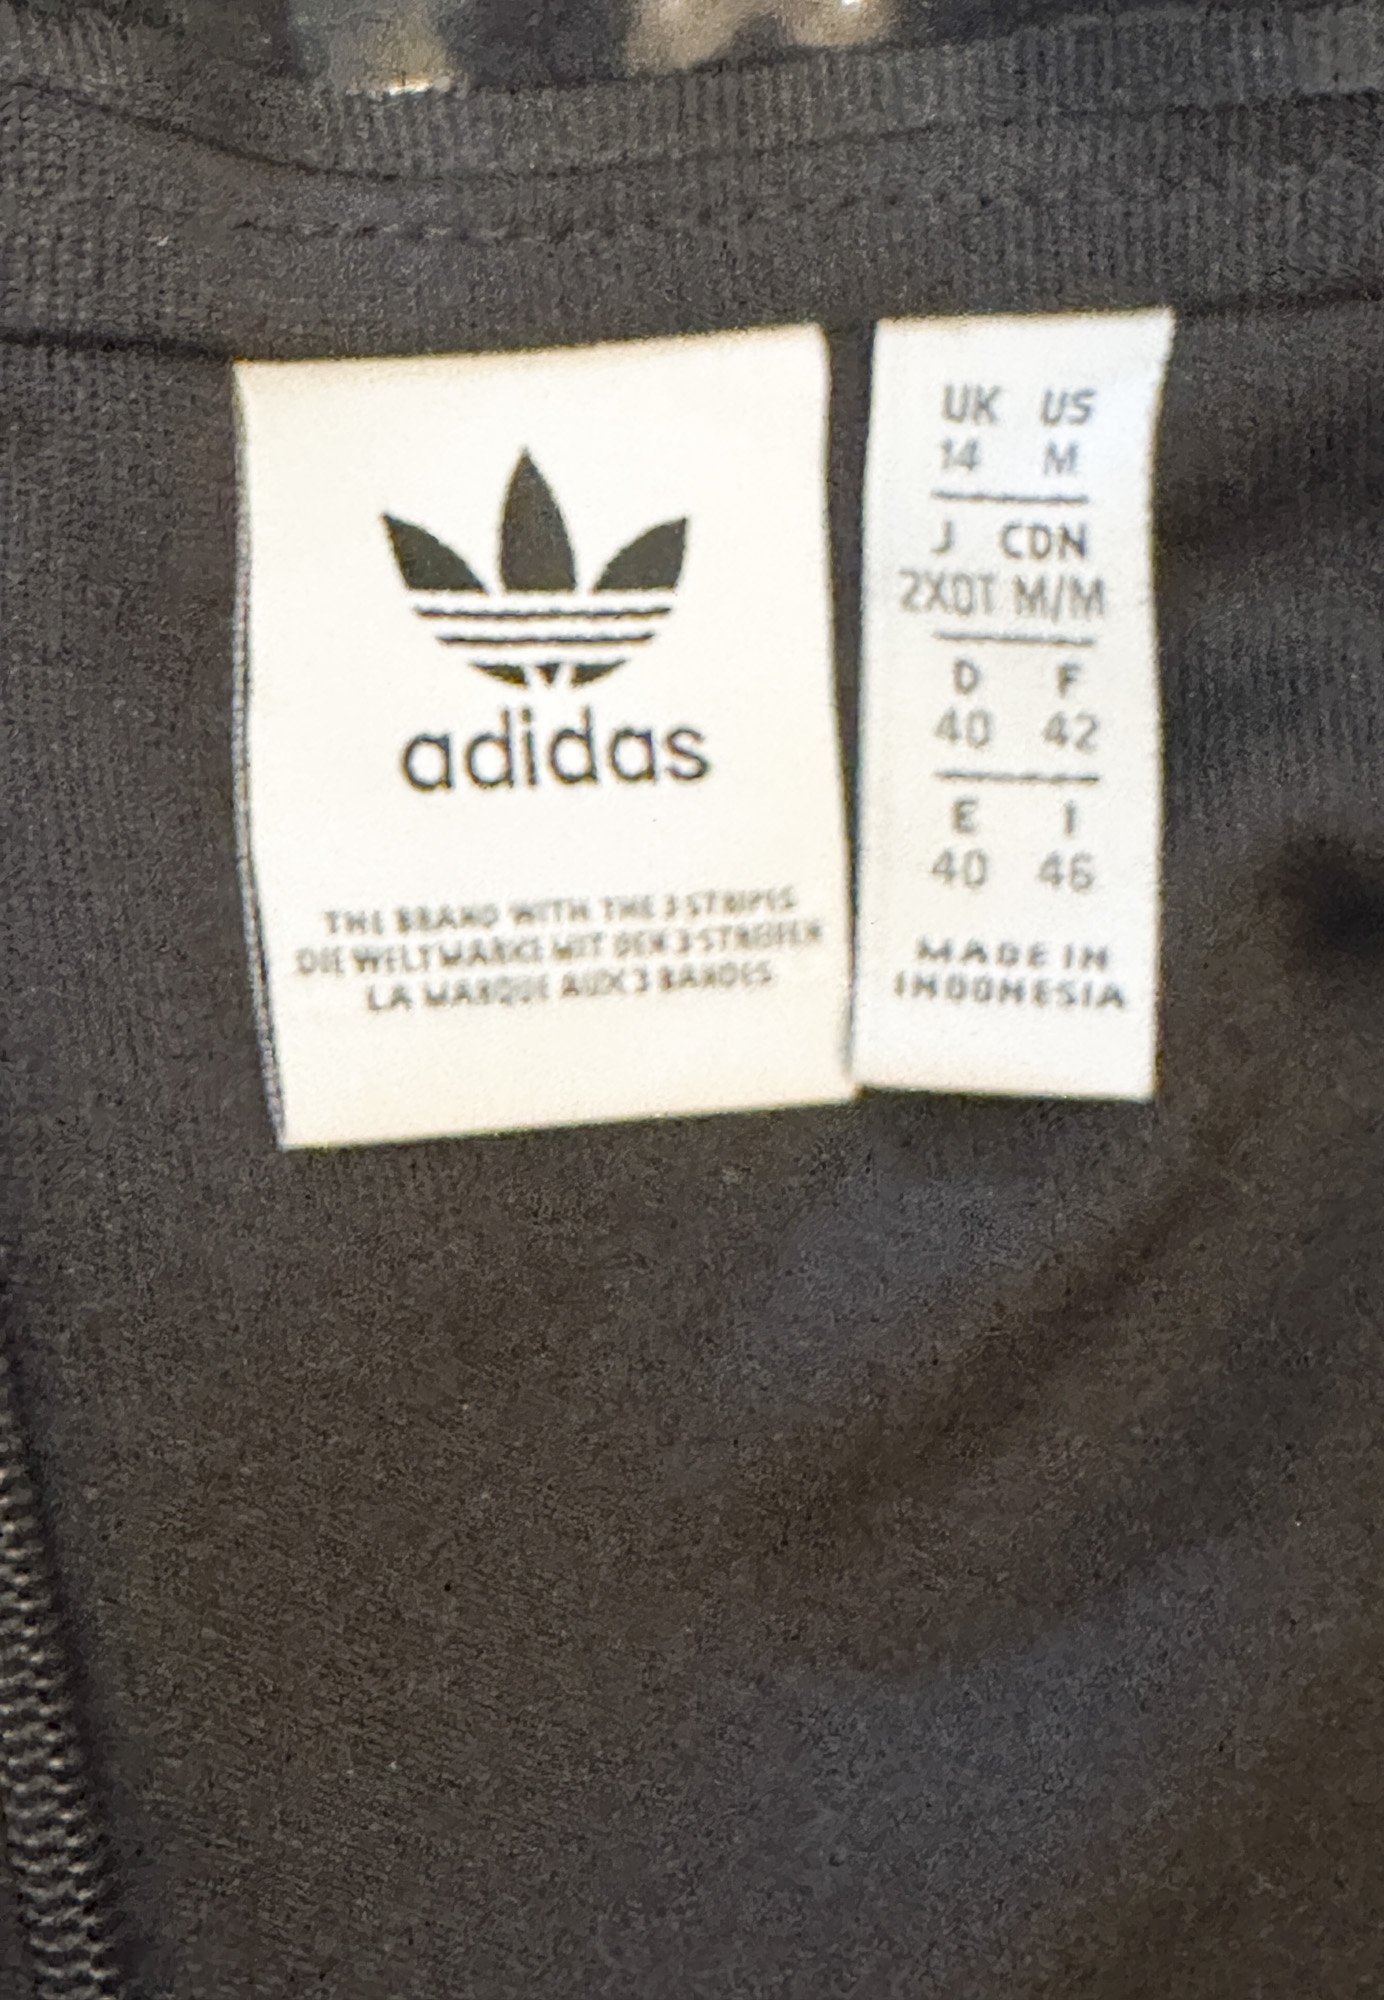 adidas
THE BRAND WITH THE 3 STRIPES
DIE WELTMARKE MIT DEN 3 STREIFEN
LA MARQUE AUX 3 BANDES
UK US
14 M
J CDN
2XOT M/M
D F
40 42
E I
40 46
MADE IN
INDONESIA